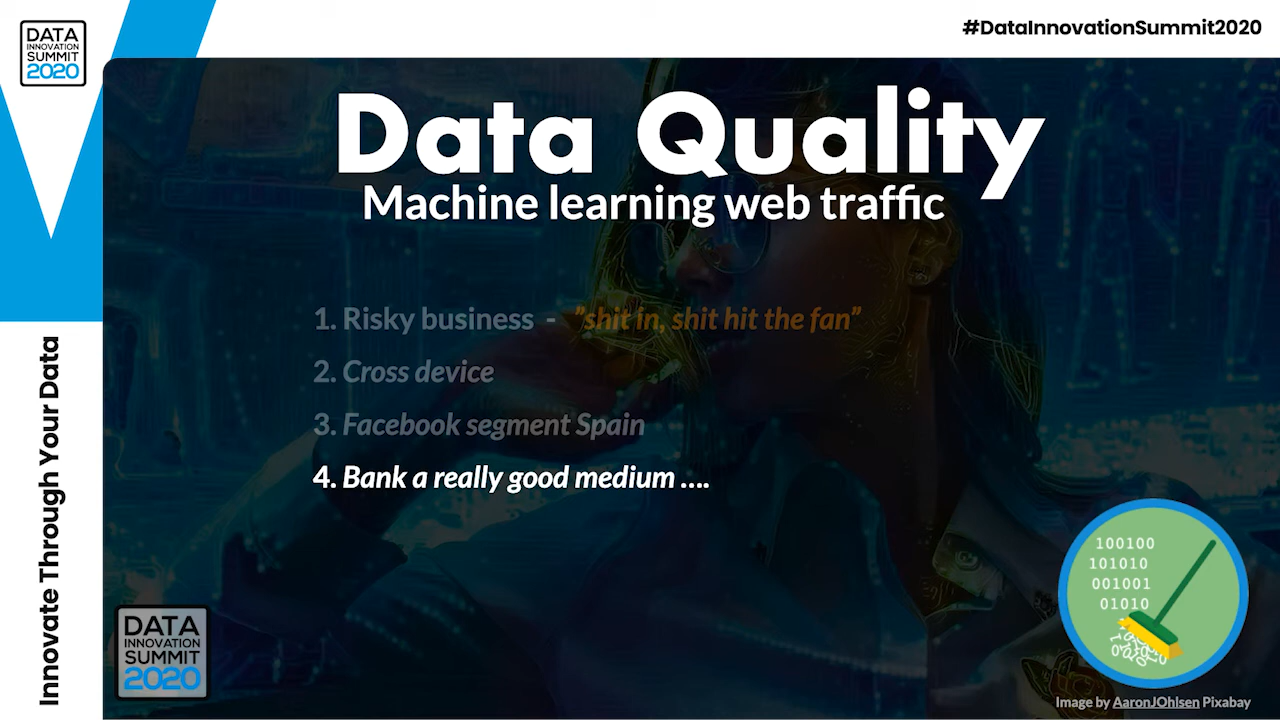 DATA
INNOVATION
SUMMIT
2020
#DataInnovationSummit2020
Data Quality
Machine learning web traffic
1. Risky business - "shit in, shit hit the fan"
2. Cross device
3. Facebook segment Spain
4. Bank a really good medium ....
Innovate Through Your Data
DATA
INNOVATION
SUMMIT
2020
100100
101010
001001
01010
Image by AaronJOhlsen Pixabay